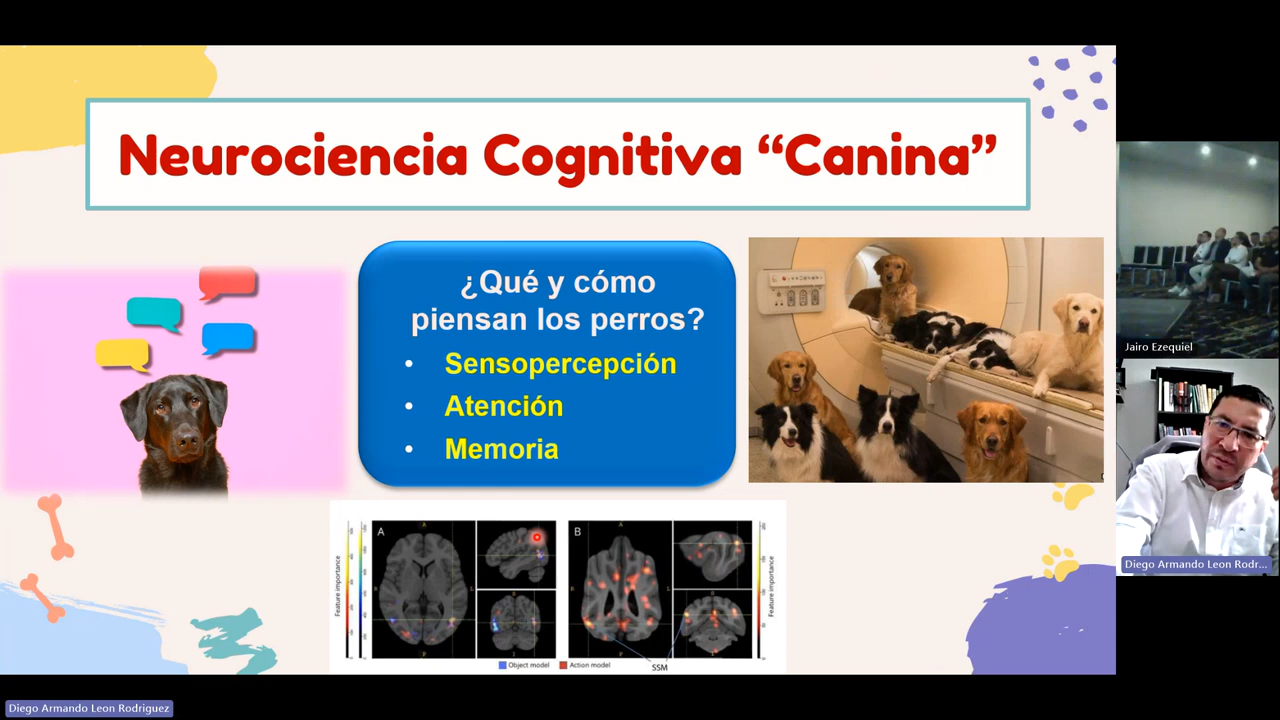 Neurociencia Cognitiva “Canina”
¿Qué y cómo
piensan los perros?
• Sensopercepción
• Atención
• Memoria
Jairo Ezequiel
Diego Armando Leon Rodr...
A
B
Feature importance
Feature importance
Object model
Action model
SSM
Diego Armando Leon Rodriguez